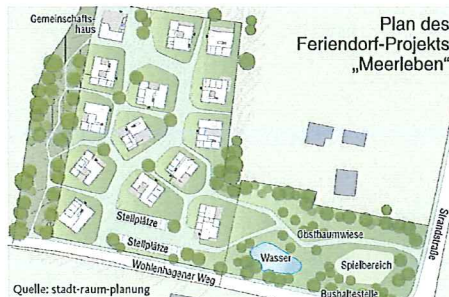 Gemeinschafts-
haus
Plan des
Feriendorf-Projekts
„Meerleben“
Stellplätze
Stellplätze
Obsthaumwiese
Wasser
Spielbereich
Strandstraße
Wohlenhagener Weg
Bushaltestelle
Quelle: stadt-raum-planung